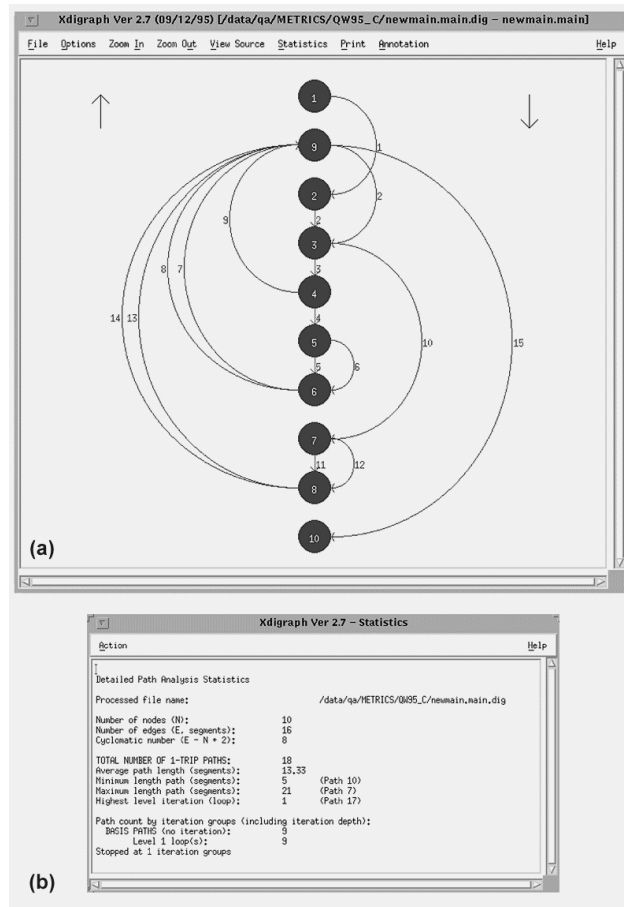 Xdigraph Ver 2.7 (09/12/95) [/data/qa/METRICS/QW95_C/newmain.main.dig – newmain.main]
File Options Zoom In Zoom Out View Source Statistics Print Annotation Help
1
9
1
2
2
9
2
3
8
7
3
4
14
13
4
5
10
15
5
6
6
7
11
12
8
(a)
10
Xdigraph Ver 2.7 – Statistics
Action Help
Detailed Path Analysis Statistics
Processed file name: /data/qa/METRICS/QW95_C/newmain.main.dig
Number of nodes (N): 10
Number of edges (E, segments): 16
Cyclomatic number (E - N + 2): 8
TOTAL NUMBER OF 1-TRIP PATHS: 18
Average path length (segments): 13.33
Minimum length path (segments): 5 (Path 10)
Maximum length path (segments): 21 (Path 7)
Highest level iteration (loop): 1 (Path 17)
Path count by iteration groups (including iteration depth):
DASIS PATHS (no iteration): 9
Level 1 loop(s): 9
Stopped at 1 iteration groups
(b)